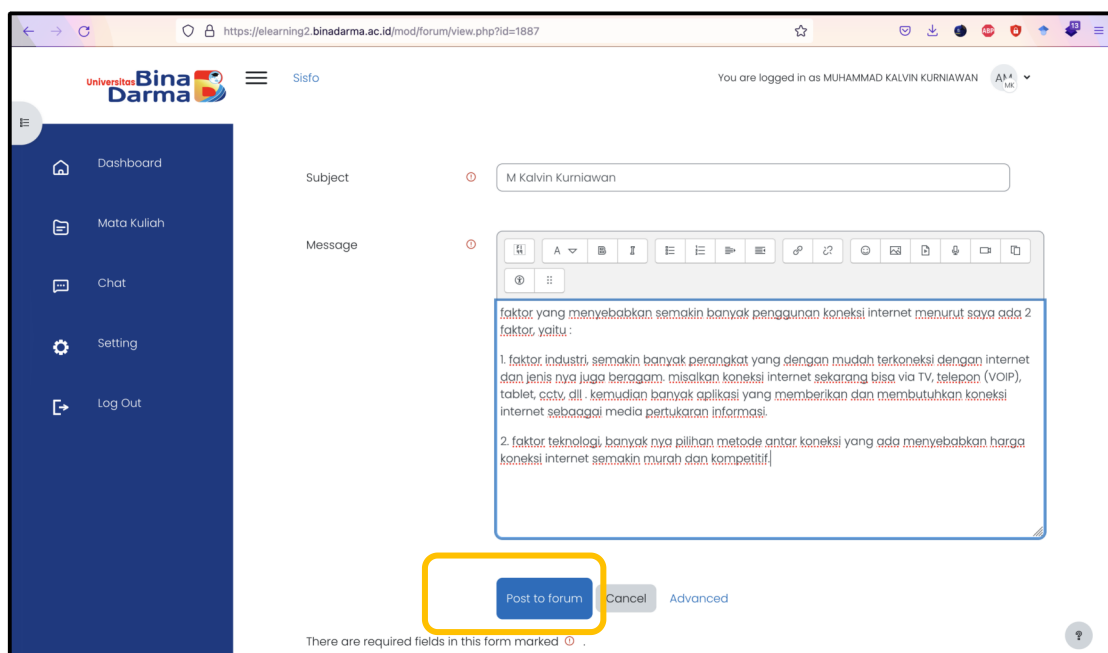 https://elearning2.binadarma.ac.id/mod/forum/view.php?id=1887
ABP
13
Universitas Bina
Darma
Sisfo
You are logged in as MUHAMMAD KALVIN KURNIAWAN
AM
MK
Dashboard
Mata Kuliah
Chat
Setting
Log Out
Subject
M Kalvin Kurniawan
Message
faktor yang menyebabkan semakin banyak penggunan koneksi internet menurut saya ada 2
faktor, yaitu :
1. faktor industri, semakin banyak perangkat yang dengan mudah terkoneksi dengan internet
dan jenis nya juga beragam. misalkan koneksi internet sekarang bisa via TV, telepon (VOIP),
tablet, cctv, dll . kemudian banyak aplikasi yang memberikan dan membutuhkan koneksi
internet sebaagai media pertukaran informasi.
2. faktor teknologi, banyak nya pilihan metode antar koneksi yang ada menyebabkan harga
koneksi internet semakin murah dan kompetitif.
Post to forum
Cancel
Advanced
There are required fields in this form marked .
?